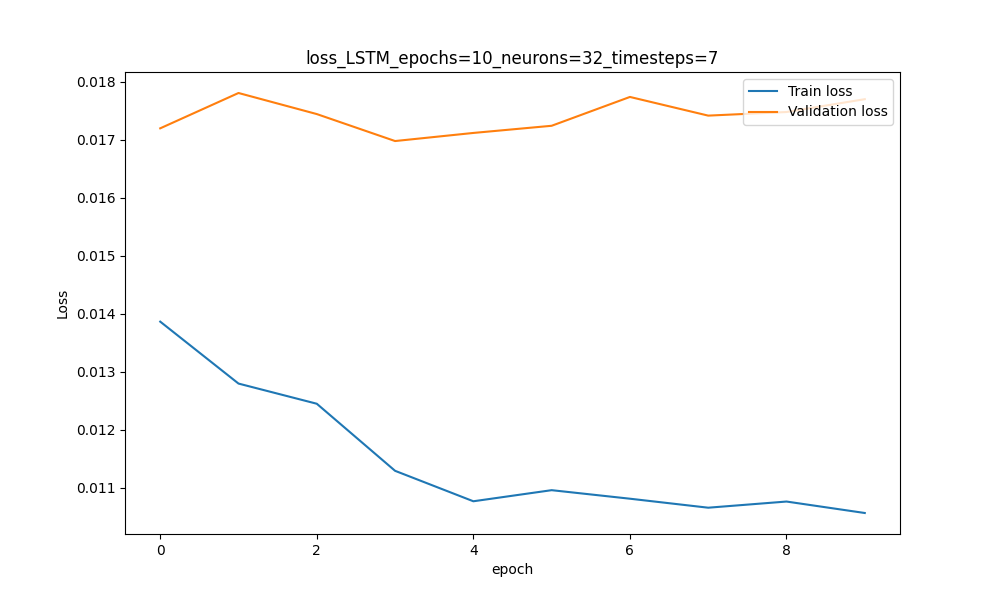 loss_LSTM_epochs=10_neurons=32_timesteps=7
0.018
0.017
0.016
0.015
0.014
0.013
0.012
0.011
Loss
Train loss
Validation loss
0 2 4 6 8
epoch